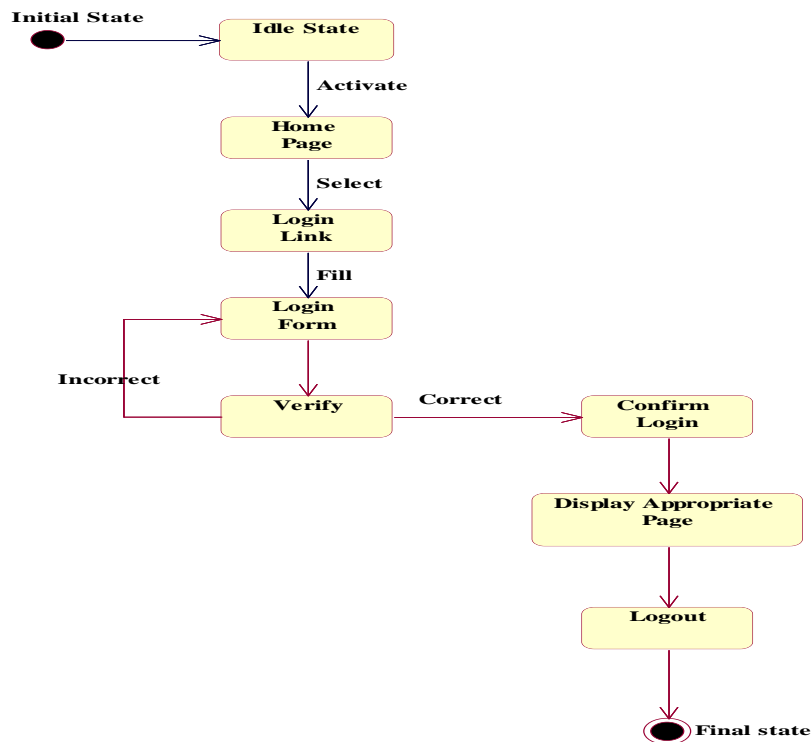 Initial State
Idle State
Activate
Home
Page
Select
Login
Link
Fill
Login
Form
Incorrect
Verify
Correct
Confirm
Login
Display Appropriate
Page
Logout
Final state